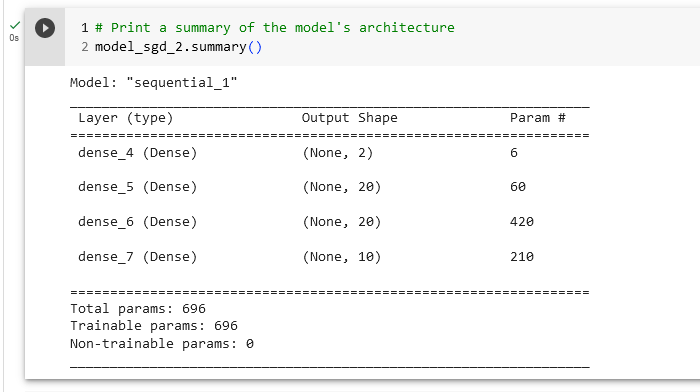 1 # Print a summary of the model's architecture
0s
2 model_sgd_2.summary()
Model: "sequential_1"
Layer (type) Output Shape Param #
dense_4 (Dense) (None, 2) 6
dense_5 (Dense) (None, 20) 60
dense_6 (Dense) (None, 20) 420
dense_7 (Dense) (None, 10) 210
Total params: 696
Trainable params: 696
Non-trainable params: 0